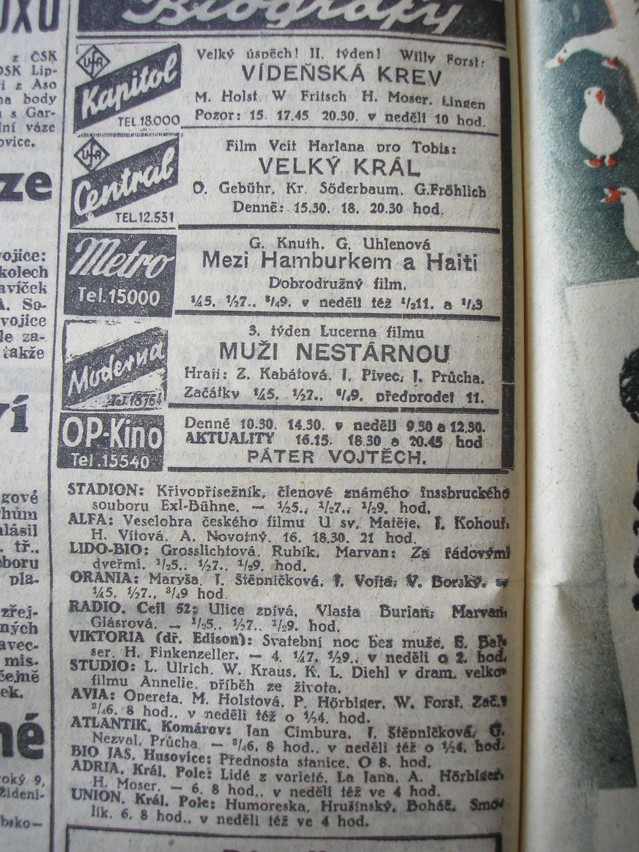 Biografy
UFA
Kapitol
TEL 18.000
Velký úspěch! II. týden! Willy Forst:
VÍDEŇSKÁ KREV
M. Holst W Fritsch H. Moser. Lingen
Pozor: 15. 17.45 20.30. v neděli 10 hod.
UFA
Central
TEL.12.531
Film Veit Harlana pro Tobis:
VELKÝ KRÁL
O. Gebühr, Kr. Söderbaum, G.Fröhlich
Denně: 15.30. 18. 20.30 hod.
Metro
Tel.15000
G. Knuth. G. Uhlenová
Mezi Hamburkem a Haiti
Dobrodružný film.
¼5. ½7.. ¾9. v neděli též ½11. a ¼3
Moderna
Tel.18764
3. týden Lucerna filmu
MUŽI NESTÁRNOU
Hrají: Z. Kabátová. J. Pivec, J. Průcha.
Začátky ¼5. ½7.. ¾9. předprodej 11.
OP-Kino
Tel.15540
Denně 10.30. 14.30. v neděli 9.30 a 12.30.
AKTUALITY 16.15. 18.30 a 20.45 hod
PÁTER VOJTĚCH.
STADION: Křivopřísežník, členové známého Inssbruckého
souboru Exl-Bühne. — ½5., ½7., ½9. hod.
ALFA: Veselobra českého filmu U sv. Matěje, J. Kohout,
H. Vítová, A. Novotný. 16. 18.30. 21 hod.
LIDO-BIO: Grosslichtová, Rubík, Marvan: Za řádovými
dveřmi. ½5.. ½7.. ½9. hod.
ORANIA: Maryša, J. Štěpničková, F. Vojta, V. Borský.
¼5. ½7., ¾9 hod.
RADIO. Cejl 52: Ulice zpívá, Vlasta Burian, Marvan,
Glásrová. — ½5.. ½7.. ½9. hod.
VIKTORIA (dř. Edison): Svatební noc bez muže, E. Bal-
ser, H. Finkenzeller. — 4. ¼7. ½9., v neděli o 2. hod.
STUDIO: L. Ulrich, W. Kraus, K. L. Diehl v dram. velko
filmu Annelie, příběh ze života.
AVIA: Opereta, M. Holstová, P. Hörbiger, W. Forst, Zač.
¾6. 8 hod.. v neděli též o ¼4. hod.
ATLANTIK, Komárov: Jan Cimbura, J. Štěpničková, G.
Nezval, Průcha. — ¾6, 8 hod., v neděli též o ¼4. hod.
BIO JAS, Husovice: Přednosta stanice, O 8. hod.
ADRIA, Král. Pole: Lidé z varieté, La Jana, A. Hörbiger
H. Moser. — 6. 8 hod.. v neděli též ve 4 hod.
UNION, Král. Pole: Humoreska, Hrušínský, Boháč, Smo
lík. 6. 8 hod.. v neděli též ve 4 hod.